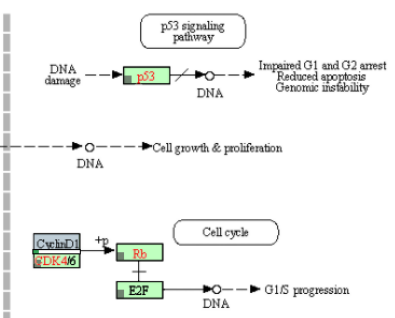 p53 signaling
pathway
DNA
damage
p53
DNA
Impaired G1 and G2 arrest
Reduced apoptosis
Genomic instability
DNA
Cell growth & proliferation
Cell cycle
CyclinD1
CDK4/6
+p
Rb
E2F
DNA
G1/S progression